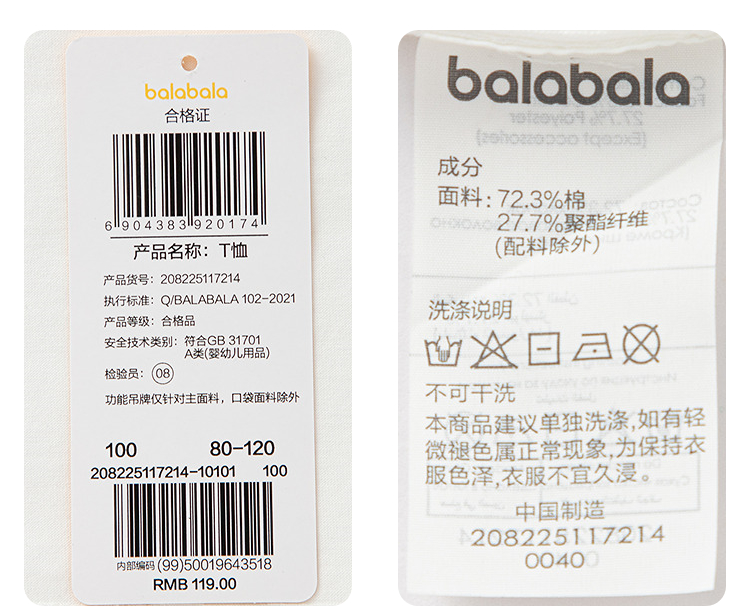 balabala
合格证
6 904383 920174
产品名称：T恤
产品货号：208225117214
执行标准：Q/BALABALA 102-2021
产品等级：合格品
安全技术类别：符合GB 31701
A类(婴幼儿用品)
检验员：08
功能吊牌仅针对主面料，口袋面料除外
100 80-120
208225117214-10101 100
内部编码 (99)50019643518
RMB 119.00
balabala
成分
面料：72.3%棉
27.7%聚酯纤维
(配料除外)
洗涤说明
不可干洗
本商品建议单独洗涤,如有轻
微褪色属正常现象,为保持衣
服色泽,衣服不宜久浸。
中国制造
208225117214
0040